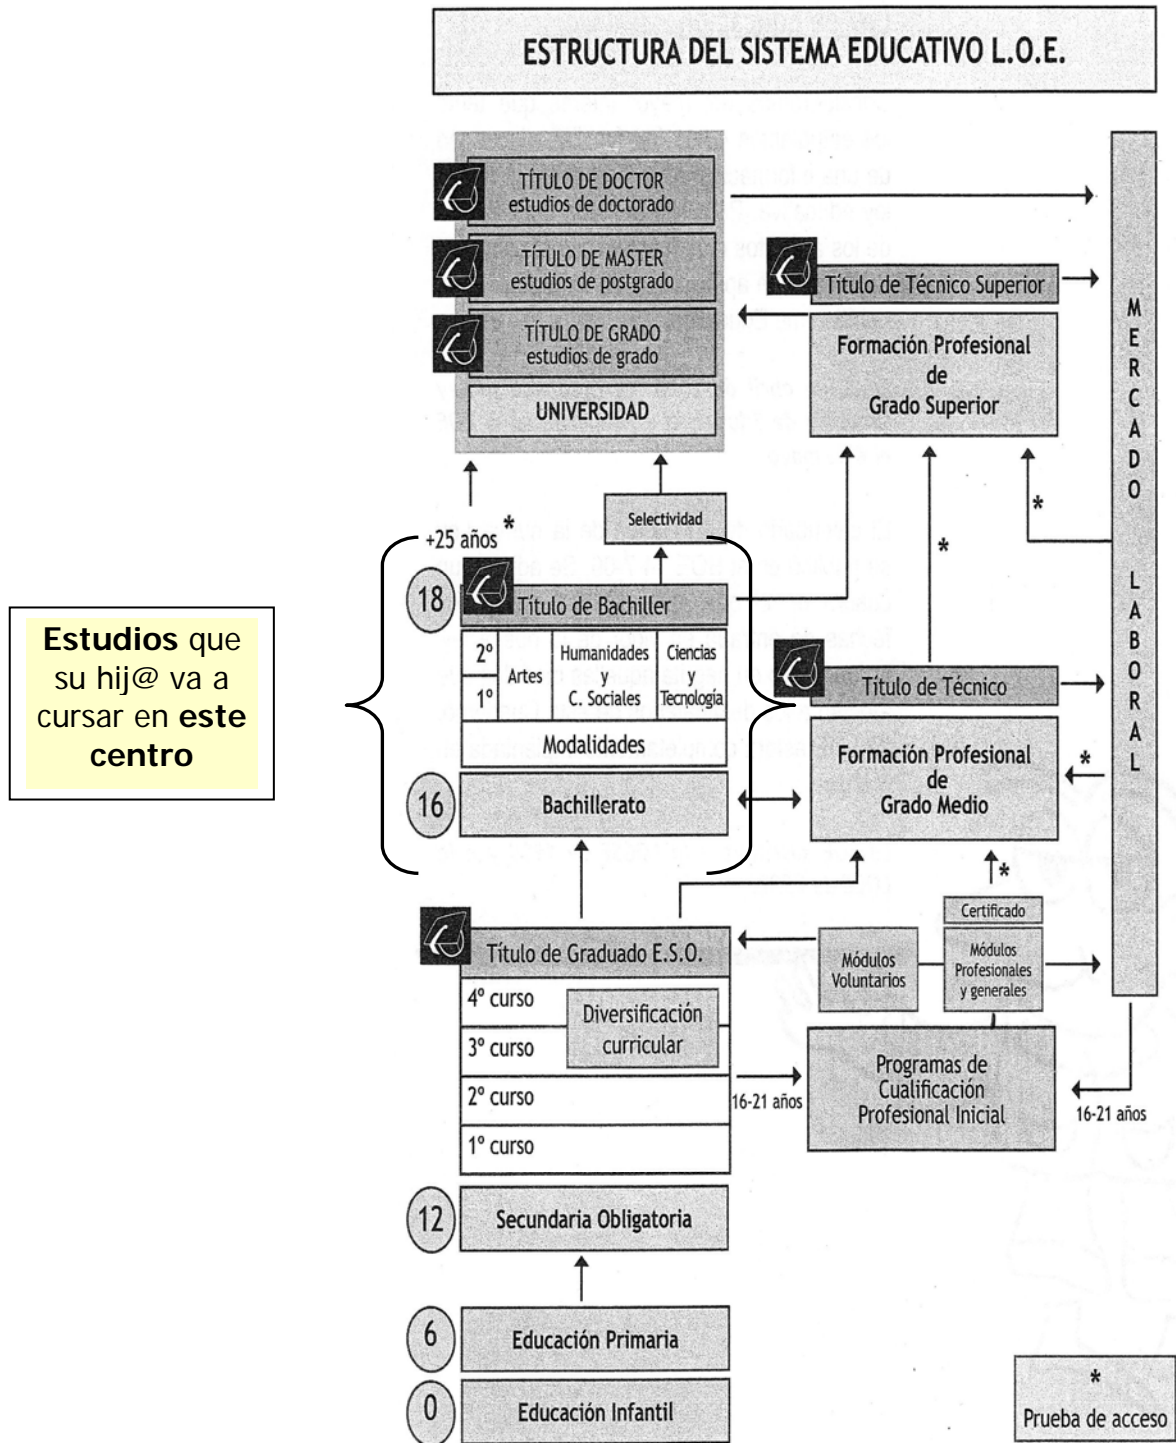 ESTRUCTURA DEL SISTEMA EDUCATIVO L.O.E.
TÍTULO DE DOCTOR
estudios de doctorado
TÍTULO DE MASTER
estudios de postgrado
TÍTULO DE GRADO
estudios de grado
UNIVERSIDAD
Título de Técnico Superior
Formación Profesional
de
Grado Superior
MERCADO LABORAL
+25 años *
Selectividad
*
*
18
Título de Bachiller
2º
1º
Artes
Humanidades
y
C. Sociales
Ciencias
y
Tecnología
Modalidades
16
Bachillerato
Estudios que
su hij@ va a
cursar en este
centro
Título de Técnico
Formación Profesional
de
Grado Medio
*
*
Certificado
Título de Graduado E.S.O.
4º curso
3º curso
2º curso
1º curso
Diversificación
curricular
Módulos
Voluntarios
Módulos
Profesionales
y generales
16-21 años
Programas de
Cualificación
Profesional Inicial
16-21 años
12
Secundaria Obligatoria
6
Educación Primaria
0
Educación Infantil
*
Prueba de acceso